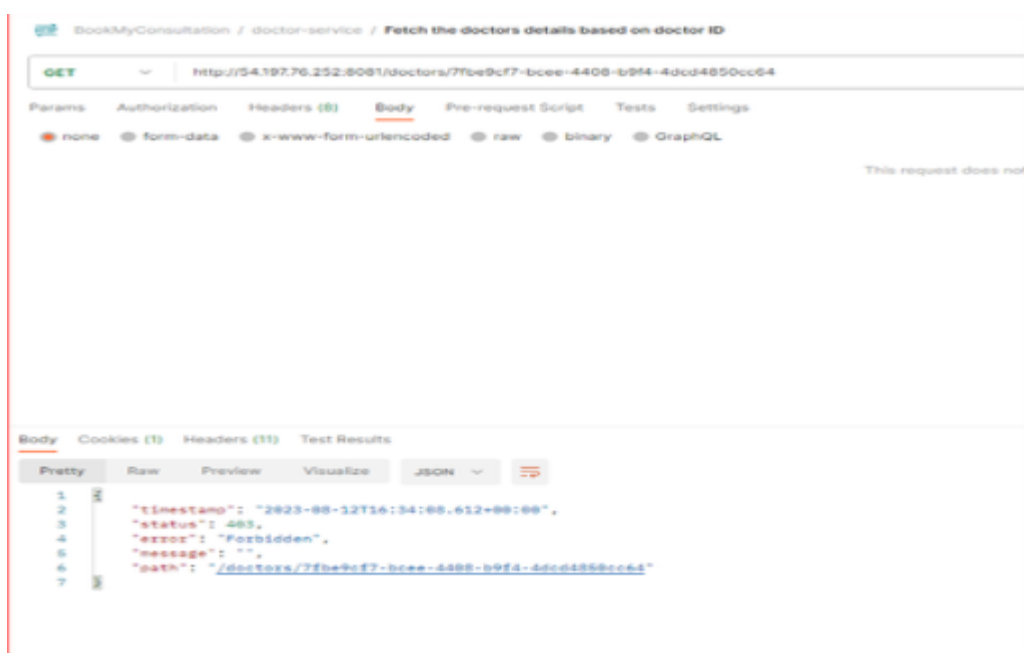 BookMyConsultation / doctor-service / Fetch the doctors details based on doctor ID
GET http://54.197.76.252:8081/doctors/7fbe9cf7-bcee-4408-b9f4-4dcd4850cc64
Params Authorization Headers (8) Body Pre-request Script Tests Settings
none form-data x-www-form-urlencoded raw binary GraphQL
This request does not
Body Cookies (1) Headers (11) Test Results
Pretty Raw Preview Visualize JSON
1 {
2 "timestamp": "2023-08-12T16:34:08.612+00:00",
3 "status": 403,
4 "error": "Forbidden",
5 "message": "",
6 "path": "/doctors/7fbe9cf7-bcee-4408-b9f4-4dcd4850cc64"
7 }